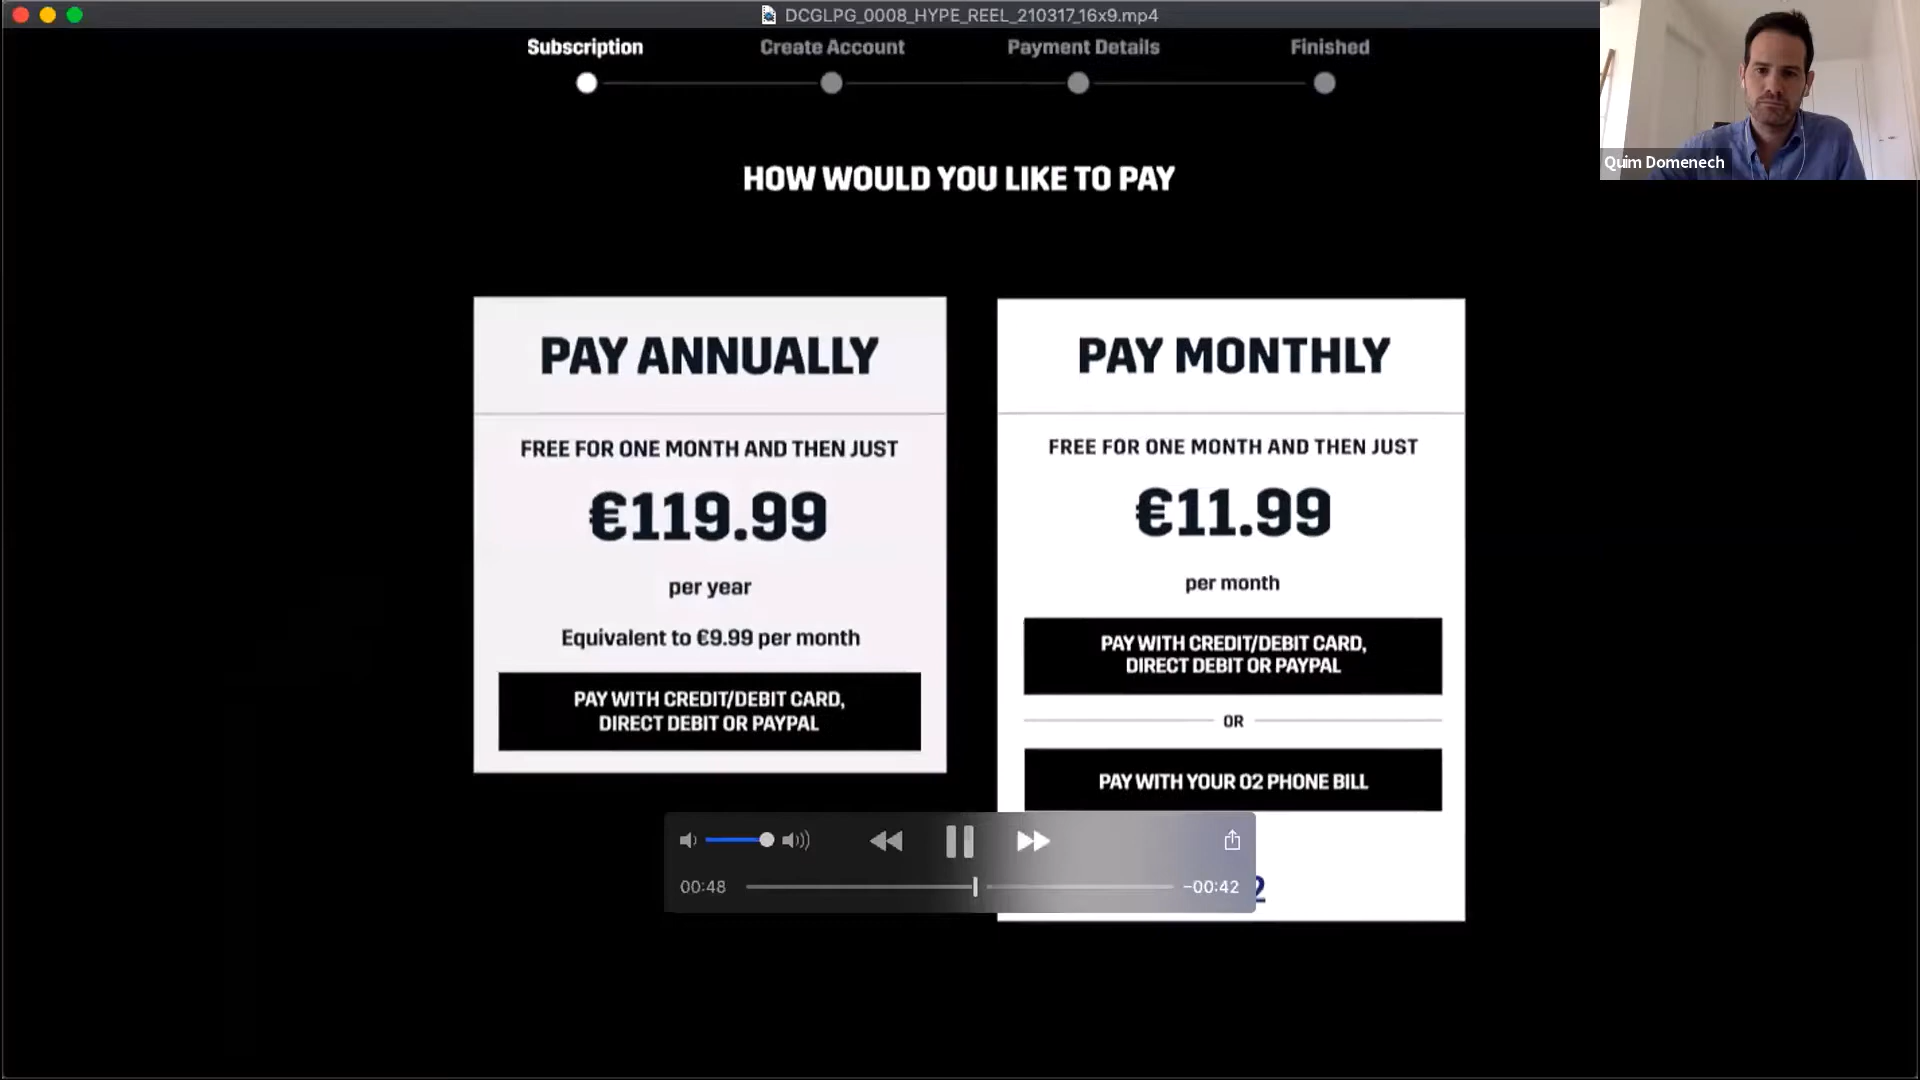 DCGLPG_0008_HYPE_REEL_210317_16x9.mp4
Subscription
Create Account
Payment Details
Finished
Quim Domenech
HOW WOULD YOU LIKE TO PAY
PAY ANNUALLY
FREE FOR ONE MONTH AND THEN JUST
€119.99
per year
Equivalent to €9.99 per month
PAY WITH CREDIT/DEBIT CARD,
DIRECT DEBIT OR PAYPAL
PAY MONTHLY
FREE FOR ONE MONTH AND THEN JUST
€11.99
per month
PAY WITH CREDIT/DEBIT CARD,
DIRECT DEBIT OR PAYPAL
OR
PAY WITH YOUR O2 PHONE BILL
00:48
-00:42